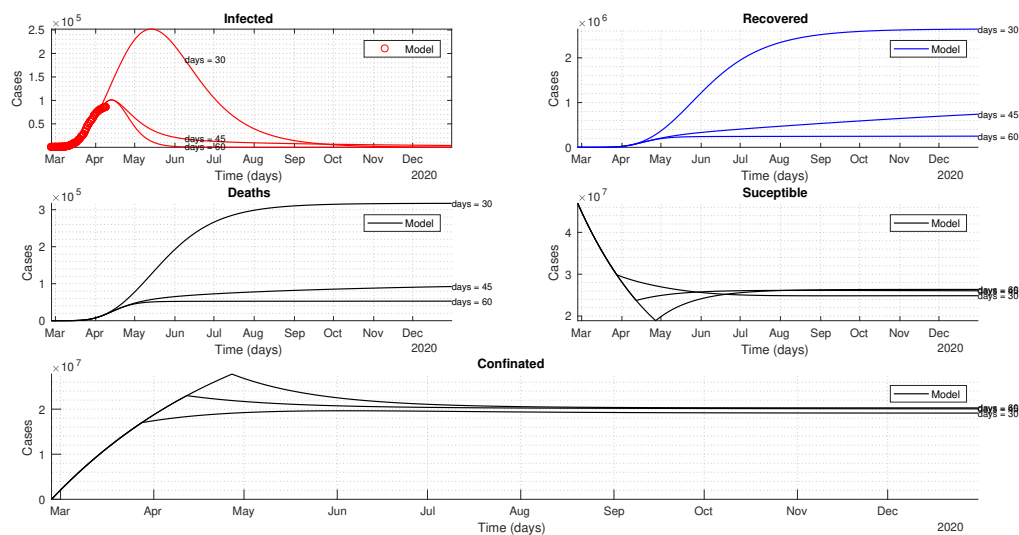 Infected
×10^5
2.5
2
1.5
1
0.5
Cases
Model
days = 30
days = 45
days = 60
Mar Apr May Jun Jul Aug Sep Oct Nov Dec
Time (days)
2020
Recovered
×10^6
2
1
0
Cases
Model
days = 30
days = 45
days = 60
Mar Apr May Jun Jul Aug Sep Oct Nov Dec
Time (days)
2020
Deaths
×10^5
3
2
1
0
Cases
Model
days = 30
days = 45
days = 60
Mar Apr May Jun Jul Aug Sep Oct Nov Dec
Time (days)
2020
Suceptible
×10^7
4
3
2
Cases
Model
days = 60
days = 30
Mar Apr May Jun Jul Aug Sep Oct Nov Dec
Time (days)
2020
Confinated
×10^7
2
1
0
Cases
Model
days = 60
days = 30
Mar Apr May Jun Jul Aug Sep Oct Nov Dec
Time (days)
2020